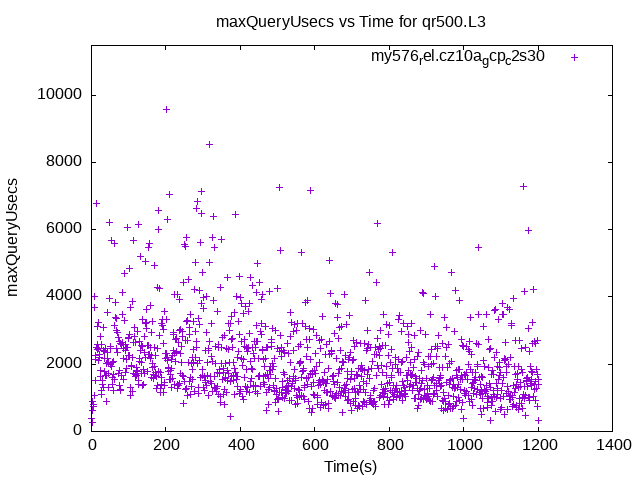 maxQueryUsecs vs Time for qr500.L3
my576_rel.cz10a_gcp_c2s30
10000
8000
6000
4000
2000
0
maxQueryUsecs
0 200 400 600 800 1000 1200 1400
Time(s)